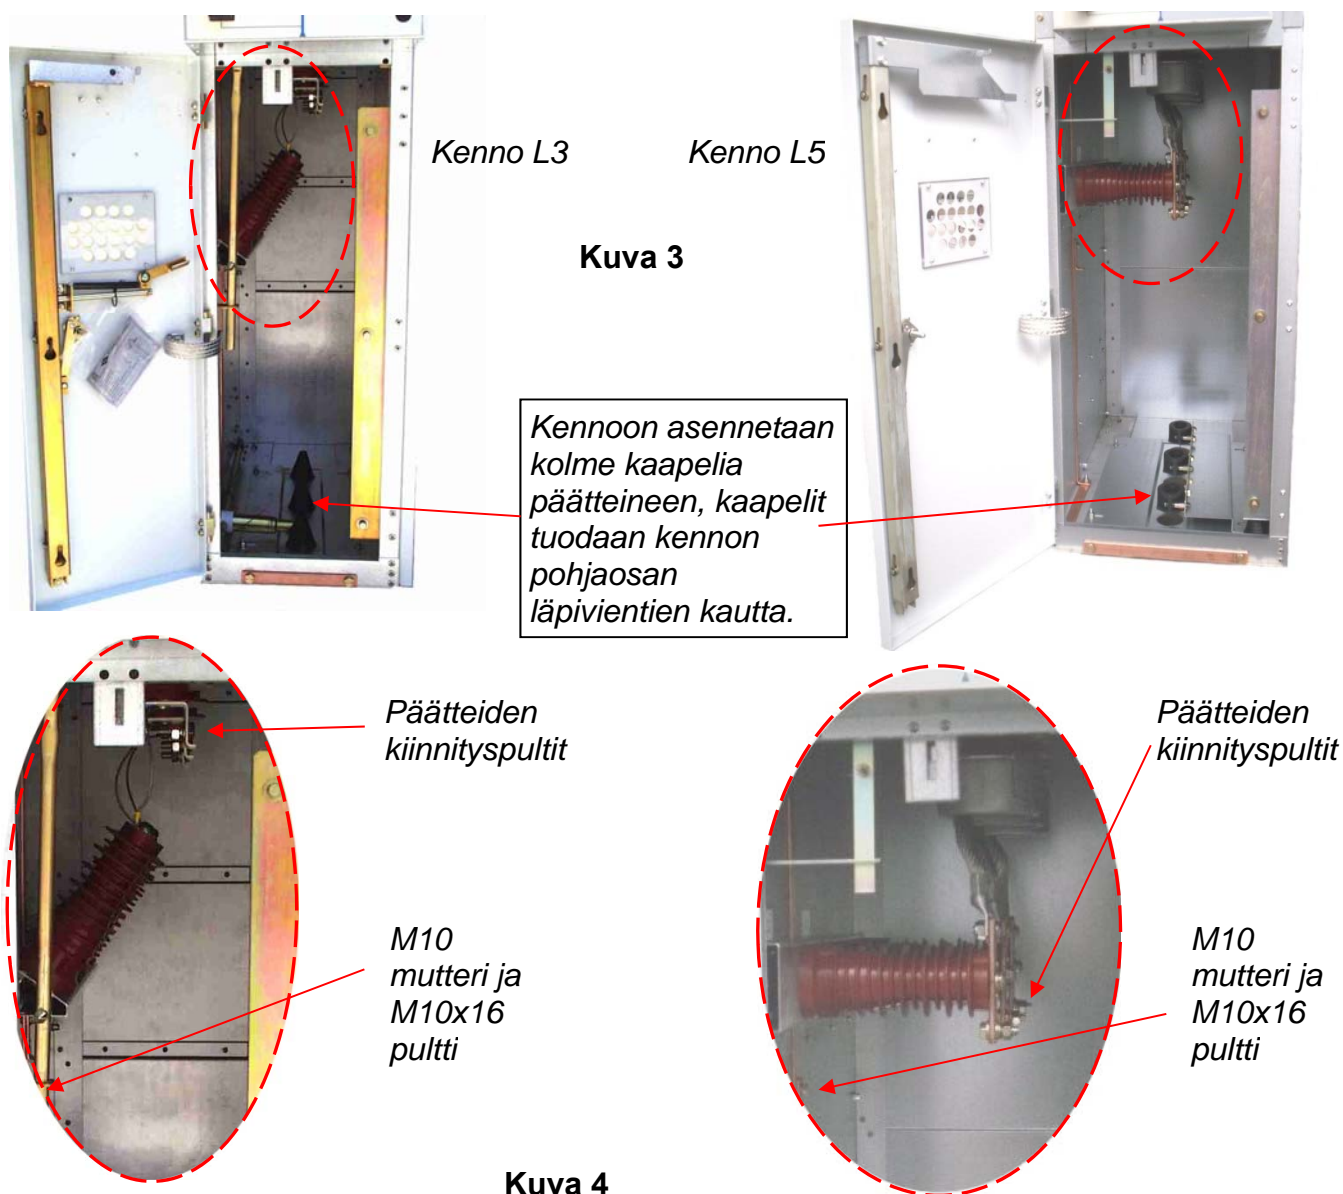 Kenno L3
Kenno L5
Kuva 3
Kennoon asennetaan
kolme kaapelia
päätteineen, kaapelit
tuodaan kennon
pohjaosan
läpivientien kautta.
Päätteiden
kiinnityspultit
Päätteiden
kiinnityspultit
M10
mutteri ja
M10x16
pultti
M10
mutteri ja
M10x16
pultti
Kuva 4